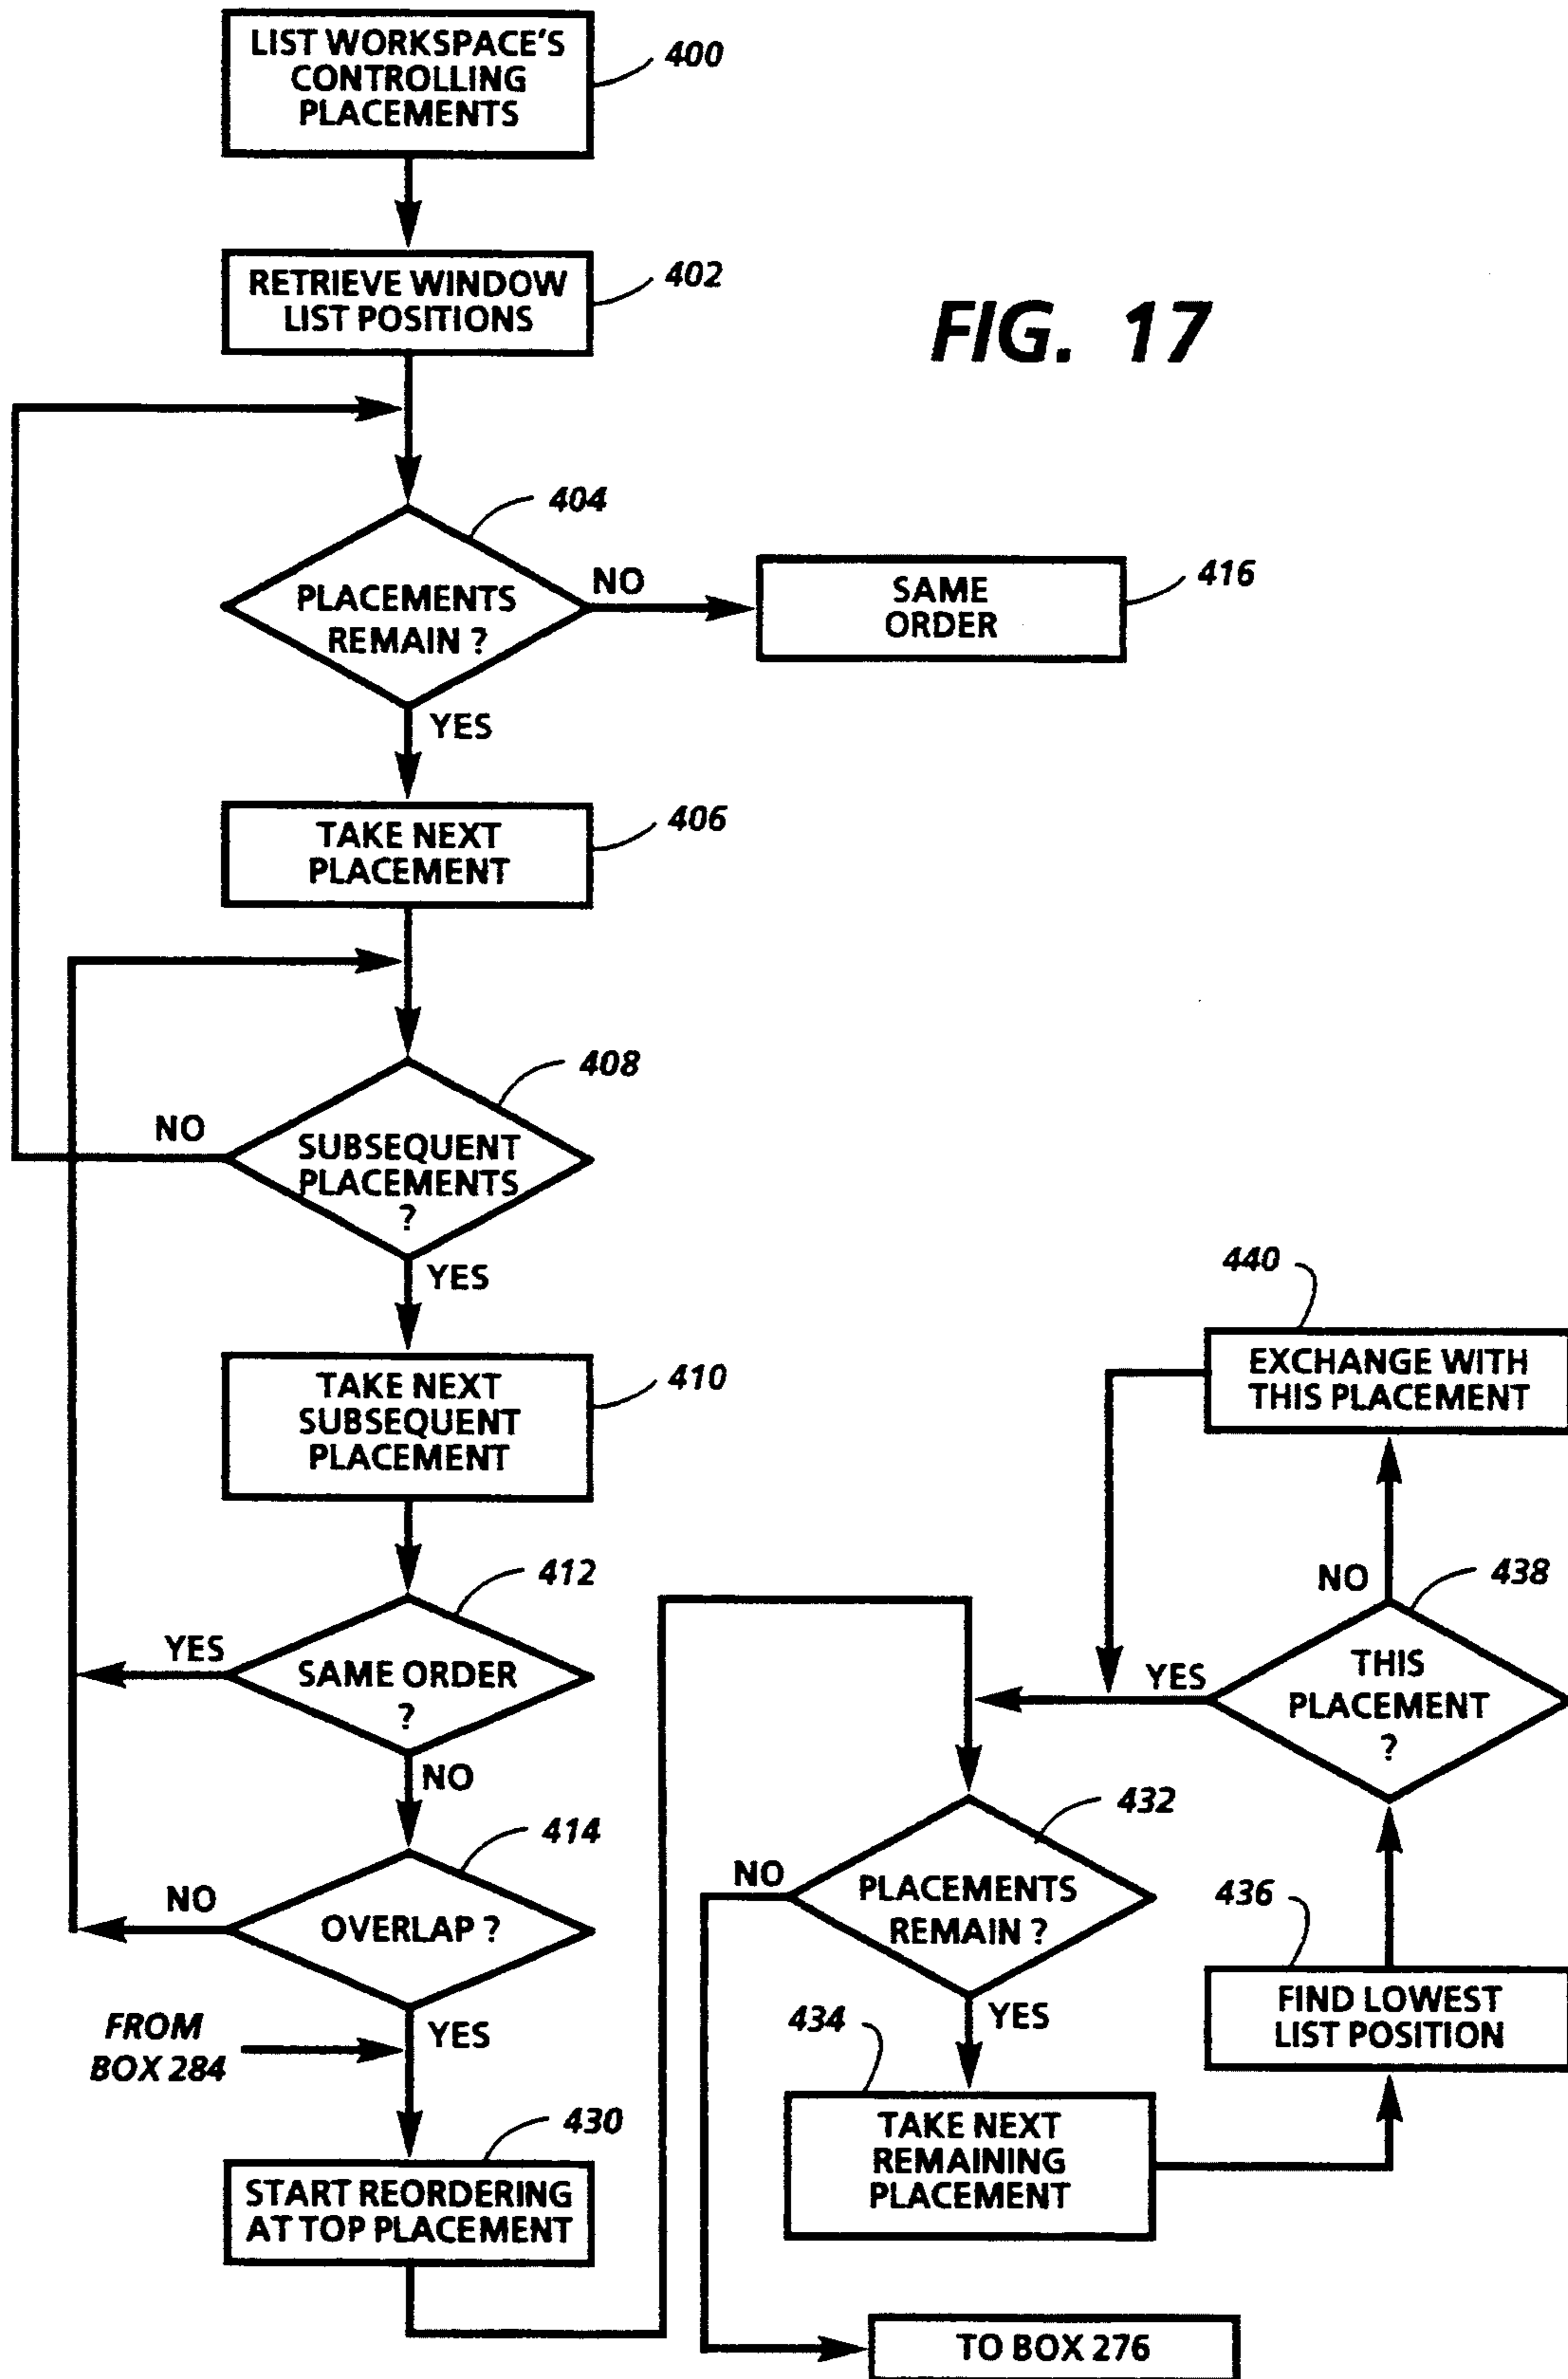 LIST WORKSPACE'S
CONTROLLING
PLACEMENTS
400
RETRIEVE WINDOW
LIST POSITIONS
402
FIG. 17
404
PLACEMENTS
REMAIN ?
NO
SAME
ORDER
416
YES
TAKE NEXT
PLACEMENT
406
408
SUBSEQUENT
PLACEMENTS
?
NO
YES
TAKE NEXT
SUBSEQUENT
PLACEMENT
410
412
SAME ORDER
?
YES
NO
414
OVERLAP ?
NO
YES
FROM
BOX 284
430
START REORDERING
AT TOP PLACEMENT
440
EXCHANGE WITH
THIS PLACEMENT
NO
438
THIS
PLACEMENT
?
YES
432
PLACEMENTS
REMAIN ?
NO
YES
436
FIND LOWEST
LIST POSITION
434
TAKE NEXT
REMAINING
PLACEMENT
TO BOX 276